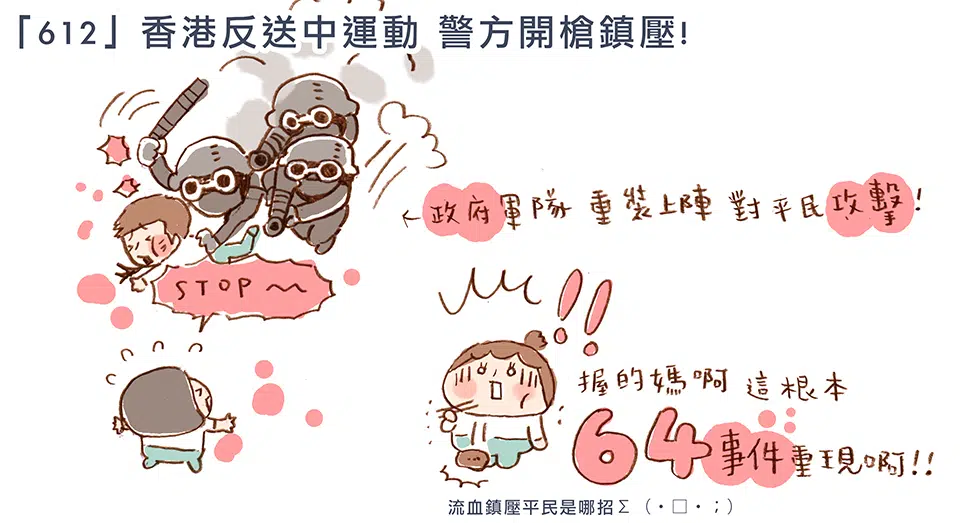 「612」香港反送中運動 警方開槍鎮壓!
←政府軍隊 重裝上陣 對平民攻擊!
STOP～
握的媽啊 這根本
64事件重現啊!!
流血鎮壓平民是哪招Σ（・□・；）